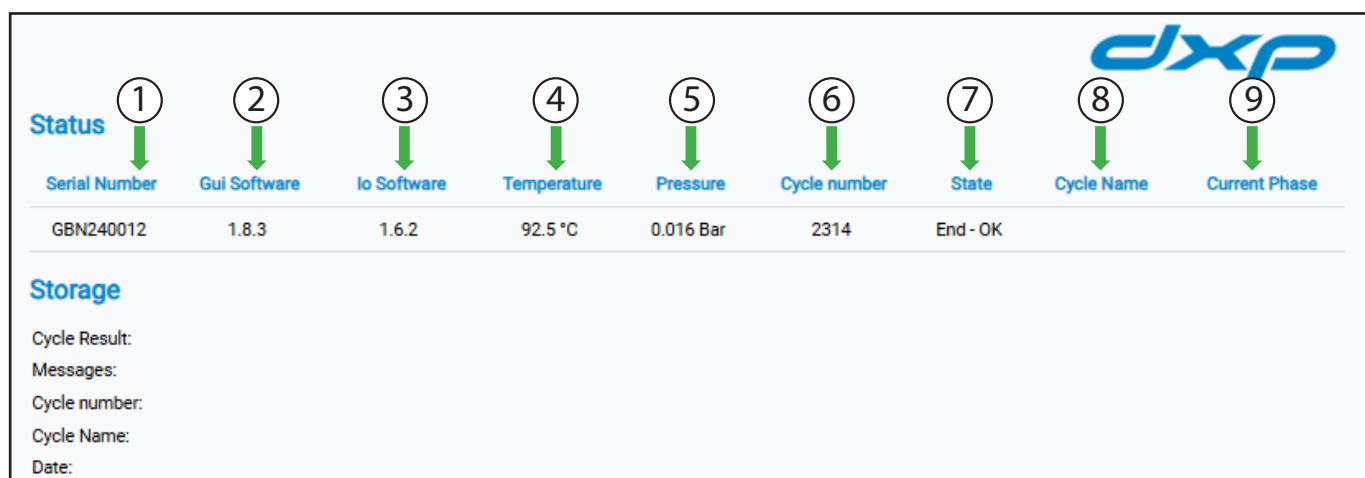 dxp
1 2 3 4 5 6 7 8 9
Status
Serial Number Gui Software Io Software Temperature Pressure Cycle number State Cycle Name Current Phase
GBN240012 1.8.3 1.6.2 92.5 °C 0.016 Bar 2314 End - OK
Storage
Cycle Result:
Messages:
Cycle number:
Cycle Name:
Date: